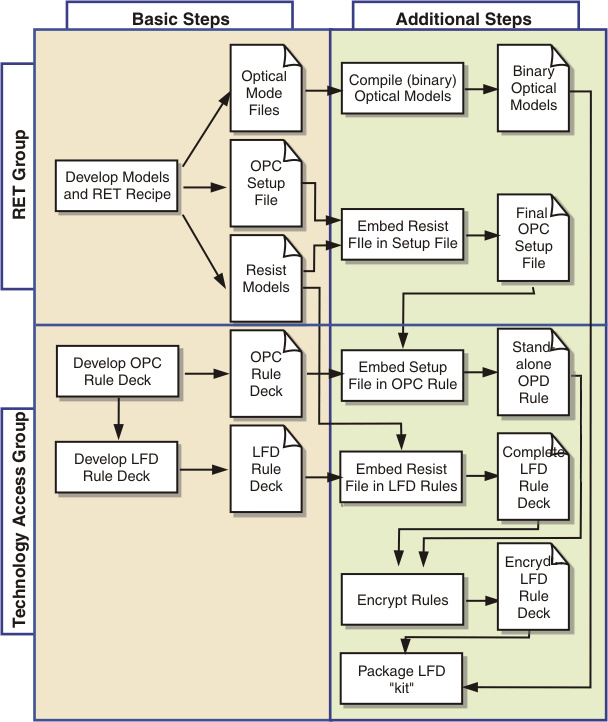 Basic Steps
Additional Steps
RET Group
Technology Access Group
Develop Models
and RET Recipe
Optical
Mode
Files
OPC
Setup
File
Resist
Models
Compile (binary)
Optical Models
Binary
Optical
Models
Embed Resist
FIle in Setup File
Final
OPC
Setup
File
Develop OPC
Rule Deck
OPC
Rule
Deck
Embed Setup
File in OPC Rule
Stand-
alone
OPD
Rule
Develop LFD
Rule Deck
LFD
Rule
Deck
Embed Resist
File in LFD Rules
Complete
LFD
Rule
Deck
Encrypt Rules
Encryd
LFD
Rule
Deck
Package LFD
"kit"